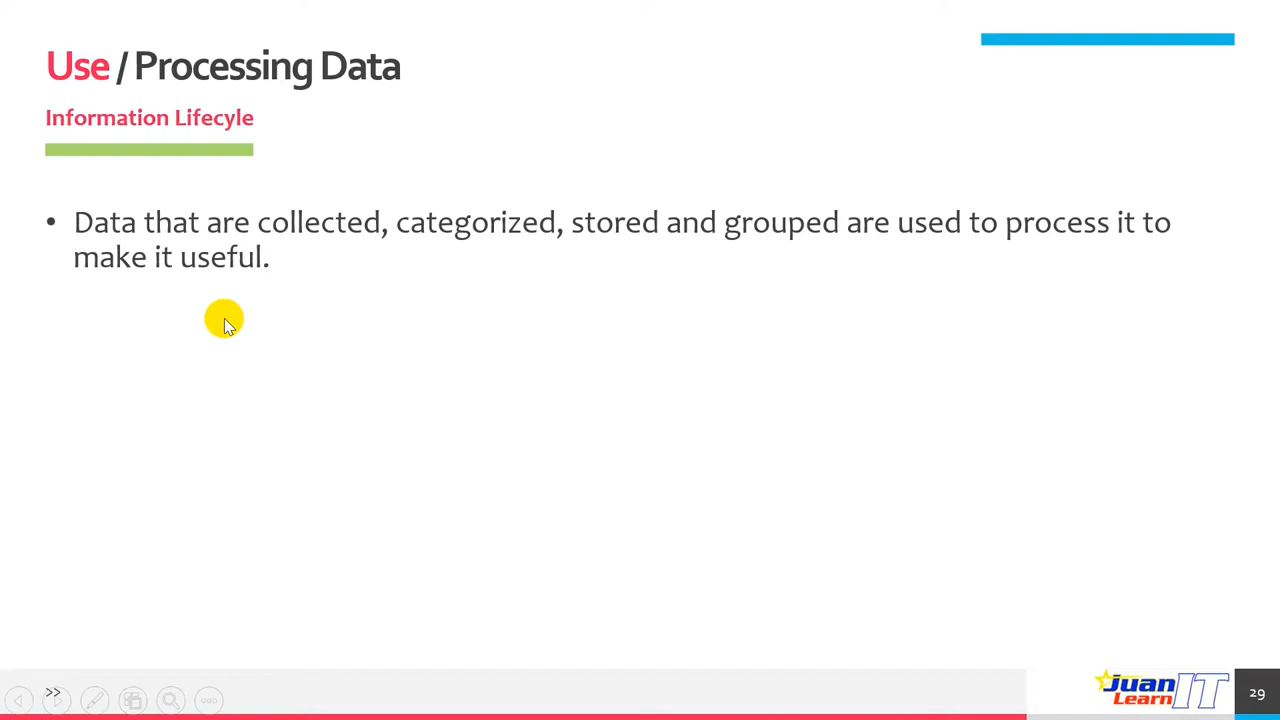 Use / Processing Data
Information Lifecyle
• Data that are collected, categorized, stored and grouped are used to process it to
make it useful.
>>
Juan
Learn IT
29